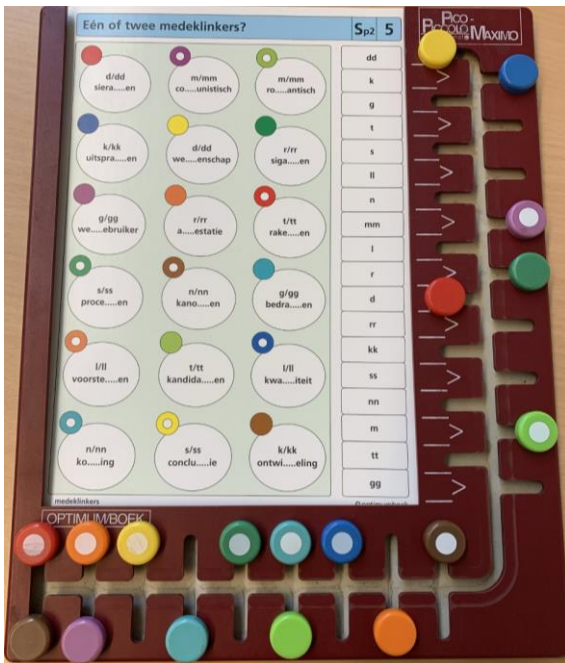 Eén of twee medeklinkers?
Sp2 5
PICO -
PICCOLO
MAXIMO
d/dd
siera.....en
m/mm
co.....unistisch
m/mm
ro.....antisch
k/kk
uitspra.....en
d/dd
we.....enschap
r/rr
siga.....en
g/gg
we.....ebruiker
r/rr
a.....estatie
t/tt
rake.....en
s/ss
proce.....en
n/nn
kano.....en
g/gg
bedra.....en
l/ll
voorste.....en
t/tt
kandida.....en
l/ll
kwa.....iteit
n/nn
ko.....ing
s/ss
conclu.....ie
k/kk
ontwi.....eling
dd
k
g
t
s
ll
n
mm
l
r
d
rr
kk
ss
nn
m
tt
gg
medeklinkers
OPTIMUM/BOEK